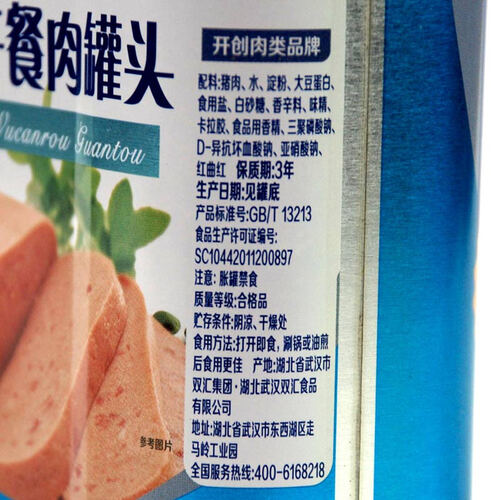 餐肉罐头
Wucanrou Guantou
开创肉类品牌
配料:猪肉、水、淀粉、大豆蛋白、
食用盐、白砂糖、香辛料、味精、
卡拉胶、食品用香精、三聚磷酸钠、
D-异抗坏血酸钠、亚硝酸钠、
红曲红 保质期:3年
生产日期:见罐底
产品标准号:GB/T 13213
食品生产许可证编号:
SC10442011200897
注意: 胀罐禁食
质量等级:合格品
贮存条件:阴凉、干燥处
食用方法:打开即食,涮锅或油煎
后食用更佳 产地:湖北省武汉市
双汇集团·湖北武汉双汇食品
有限公司
地址:湖北省武汉市东西湖区走
马岭工业园
全国服务热线:400-6168218
参考图片